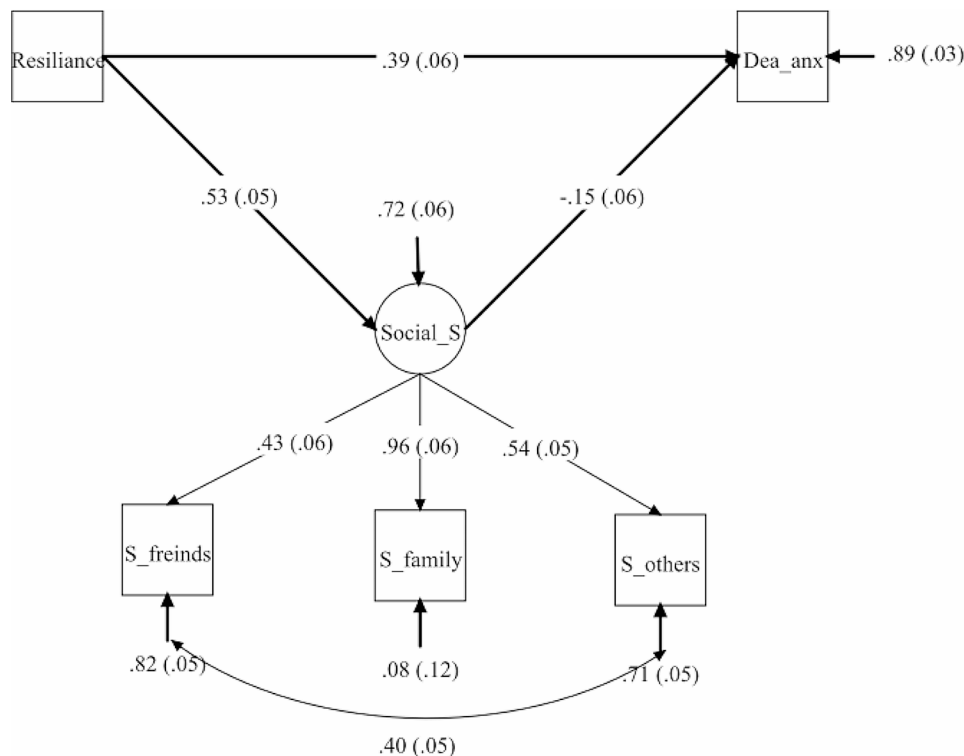 Resiliance
.39 (.06)
Dea_anx
.89 (.03)
.53 (.05)
.72 (.06)
-.15 (.06)
Social_S
.43 (.06)
.96 (.06)
.54 (.05)
S_freinds
S_family
S_others
.82 (.05)
.08 (.12)
.71 (.05)
.40 (.05)